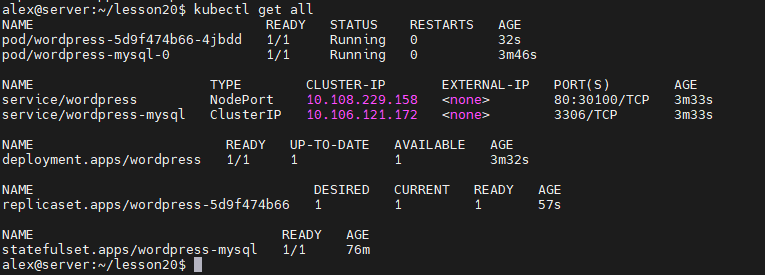 alex@server:~/lesson20$ kubectl get all
NAME                             READY   STATUS    RESTARTS   AGE
pod/wordpress-5d9f474b66-4jbdd   1/1     Running   0          32s
pod/wordpress-mysql-0            1/1     Running   0          3m46s

NAME                      TYPE        CLUSTER-IP       EXTERNAL-IP   PORT(S)        AGE
service/wordpress         NodePort    10.108.229.158   <none>        80:30100/TCP   3m33s
service/wordpress-mysql   ClusterIP   10.106.121.172   <none>        3306/TCP       3m33s

NAME                        READY   UP-TO-DATE   AVAILABLE   AGE
deployment.apps/wordpress   1/1     1            1           3m32s

NAME                                   DESIRED   CURRENT   READY   AGE
replicaset.apps/wordpress-5d9f474b66   1         1         1       57s

NAME                               READY   AGE
statefulset.apps/wordpress-mysql   1/1     76m
alex@server:~/lesson20$